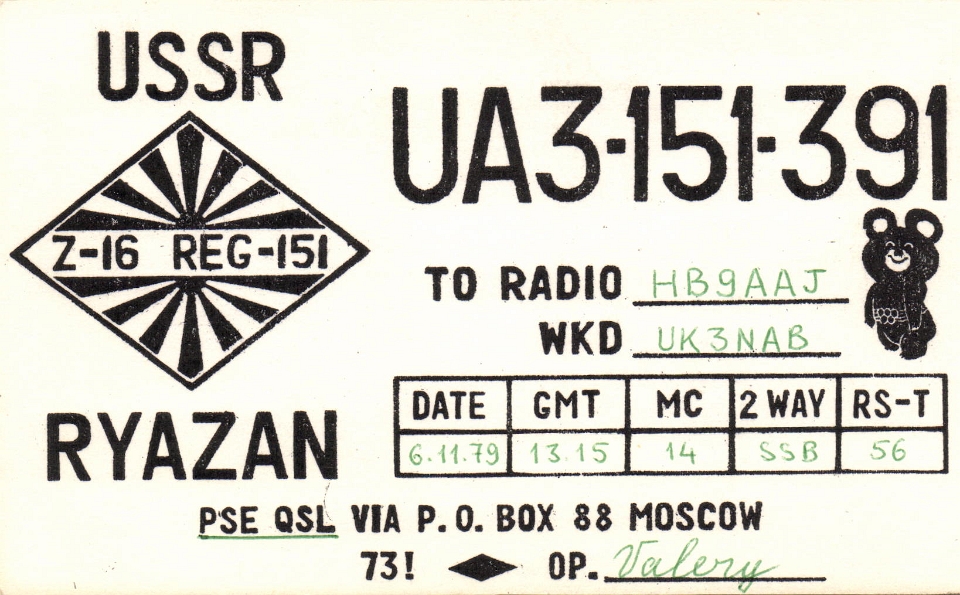 USSR
UA3-151-391
Z-16 REG-151
TO RADIO HB9AAJ
WKD UK3NAB
RYAZAN
DATE GMT MC 2 WAY RS-T
6.11.79 13.15 14 SSB 56
PSE QSL VIA P.O. BOX 88 MOSCOW
73! OP. Valery